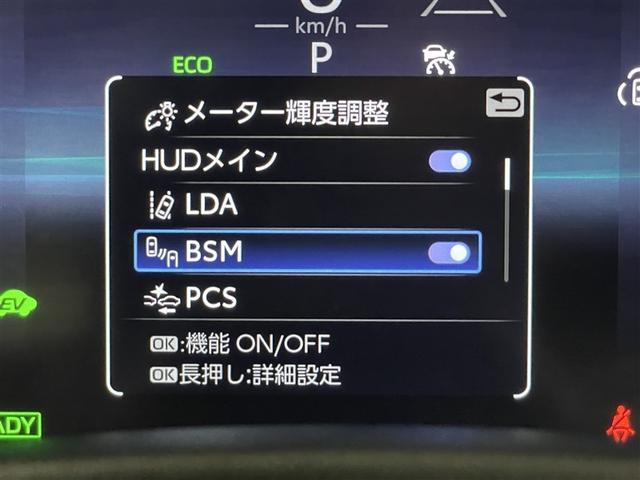 km/h
ECO
P
メーター輝度調整
HUDメイン
LDA
BSM
PCS
EV
OK:機能 ON/OFF
OK長押し:詳細設定